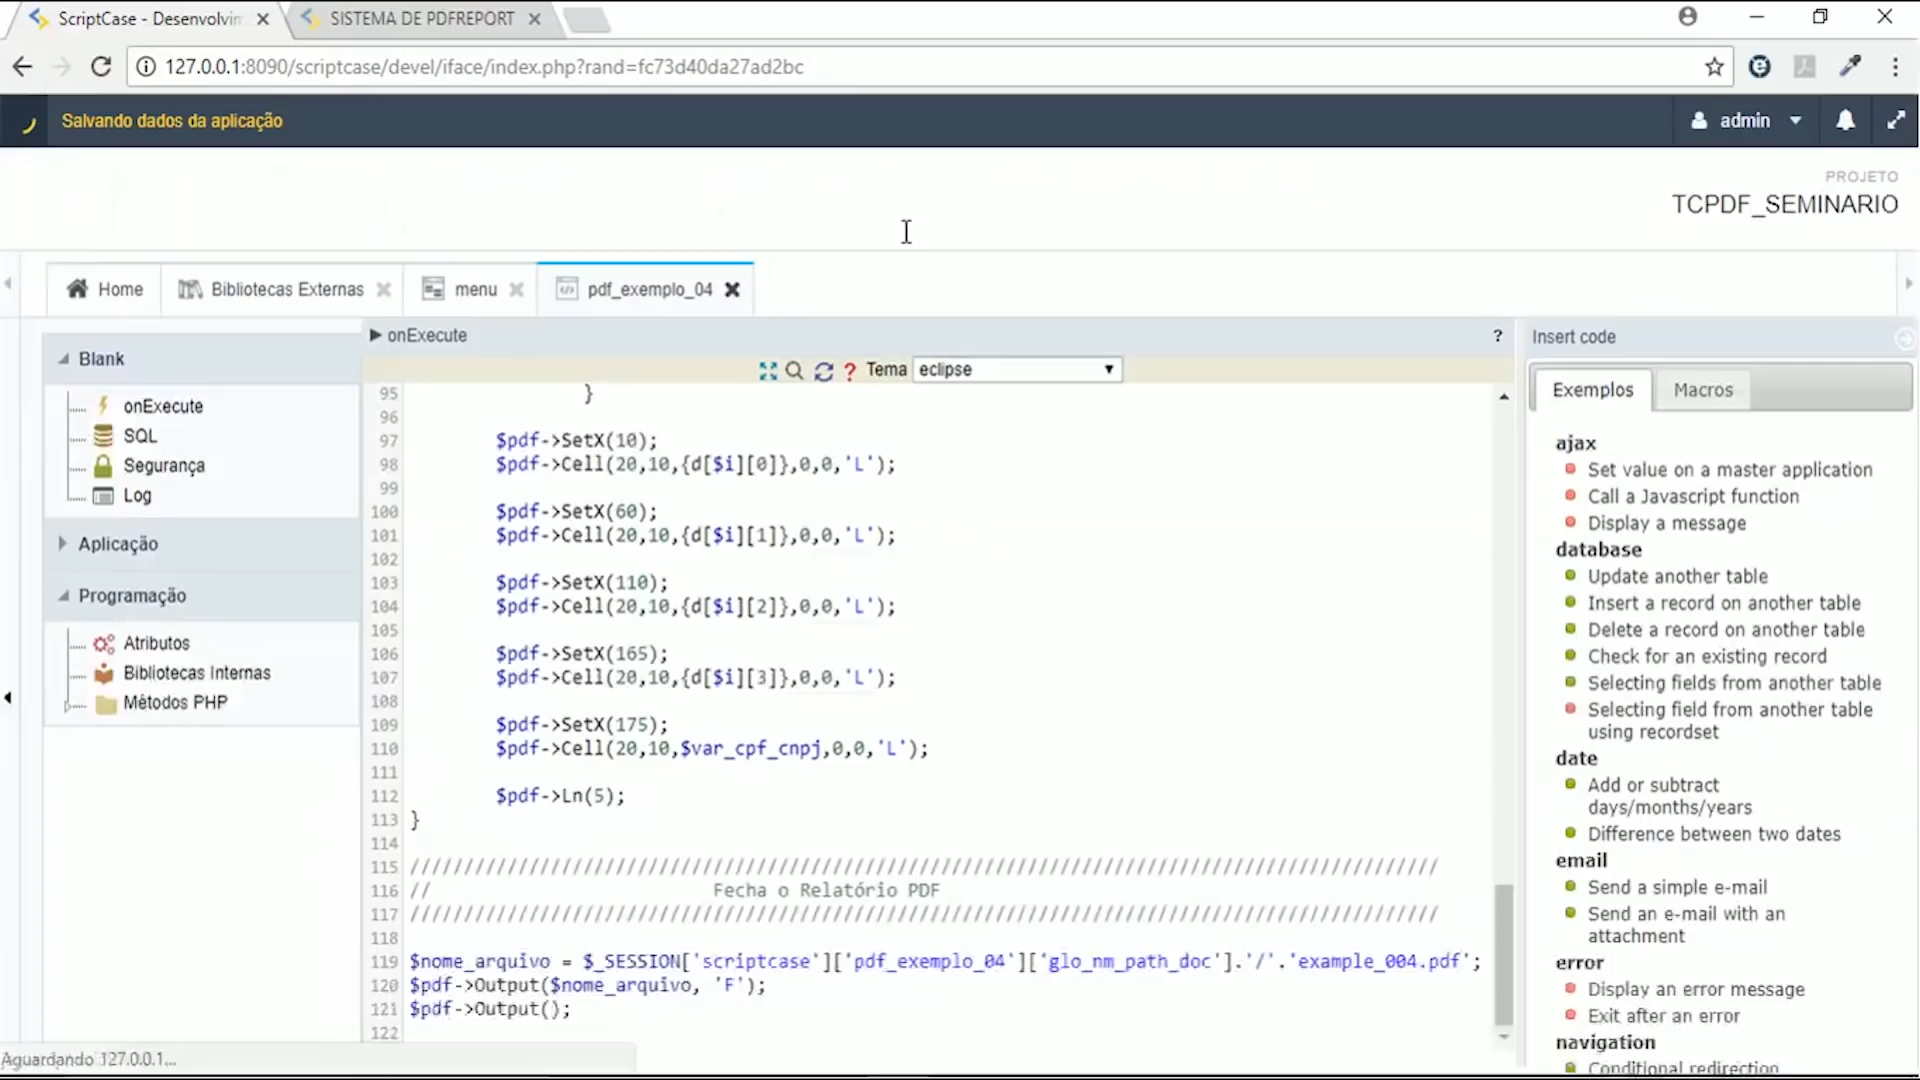 ScriptCase - Desenvolvin
SISTEMA DE PDFREPORT
127.0.0.1:8090/scriptcase/devel/iface/index.php?rand=fc73d40da27ad2bc
Salvando dados da aplicação
admin
PROJETO
TCPDF_SEMINARIO
Home
Bibliotecas Externas
menu
pdf_exemplo_04
Blank
onExecute
SQL
Segurança
Log
Aplicação
Programação
Atributos
Bibliotecas Internas
Métodos PHP
onExecute
?
? Tema eclipse
95 }
96
97 $pdf->SetX(10);
98 $pdf->Cell(20,10,{d[$i][0]},0,0,'L');
99
100 $pdf->SetX(60);
101 $pdf->Cell(20,10,{d[$i][1]},0,0,'L');
102
103 $pdf->SetX(110);
104 $pdf->Cell(20,10,{d[$i][2]},0,0,'L');
105
106 $pdf->SetX(165);
107 $pdf->Cell(20,10,{d[$i][3]},0,0,'L');
108
109 $pdf->SetX(175);
110 $pdf->Cell(20,10,$var_cpf_cnpj,0,0,'L');
111
112 $pdf->Ln(5);
113 }
114
115 ///////////////////////////////////////////////////////////////////////////////////////////////
116 // Fecha o Relatório PDF
117 ///////////////////////////////////////////////////////////////////////////////////////////////
118
119 $nome_arquivo = $_SESSION['scriptcase']['pdf_exemplo_04']['glo_nm_path_doc'].'/'.'example_004.pdf';
120 $pdf->Output($nome_arquivo, 'F');
121 $pdf->Output();
122
Insert code
Exemplos
Macros
ajax
Set value on a master application
Call a Javascript function
Display a message
database
Update another table
Insert a record on another table
Delete a record on another table
Check for an existing record
Selecting fields from another table
Selecting field from another table
using recordset
date
Add or subtract
days/months/years
Difference between two dates
email
Send a simple e-mail
Send an e-mail with an
attachment
error
Display an error message
Exit after an error
navigation
Conditional redirection
Aguardando 127.0.0.1...